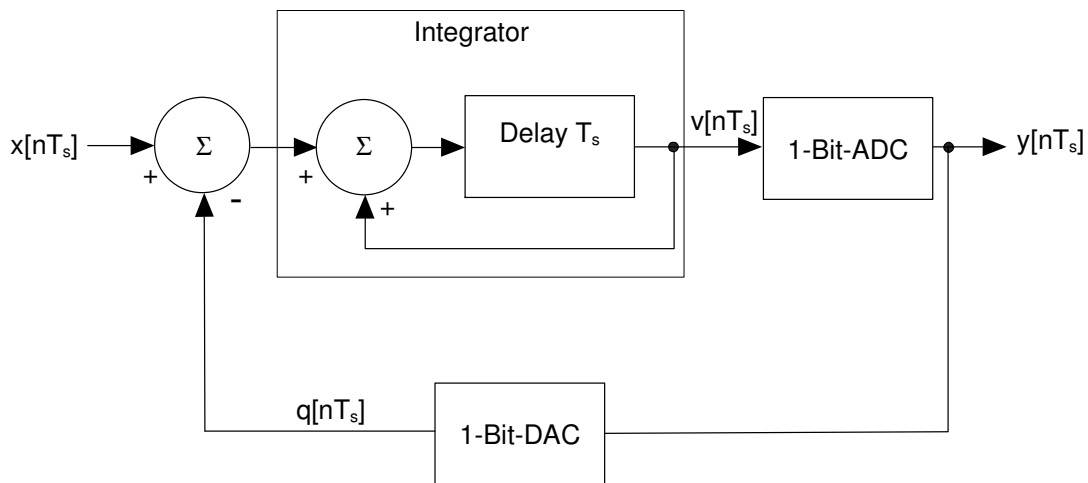 Integrator
x[nTₛ]
+
Σ
-
+
Σ
+
Delay Tₛ
v[nTₛ]
1-Bit-ADC
y[nTₛ]
q[nTₛ]
1-Bit-DAC